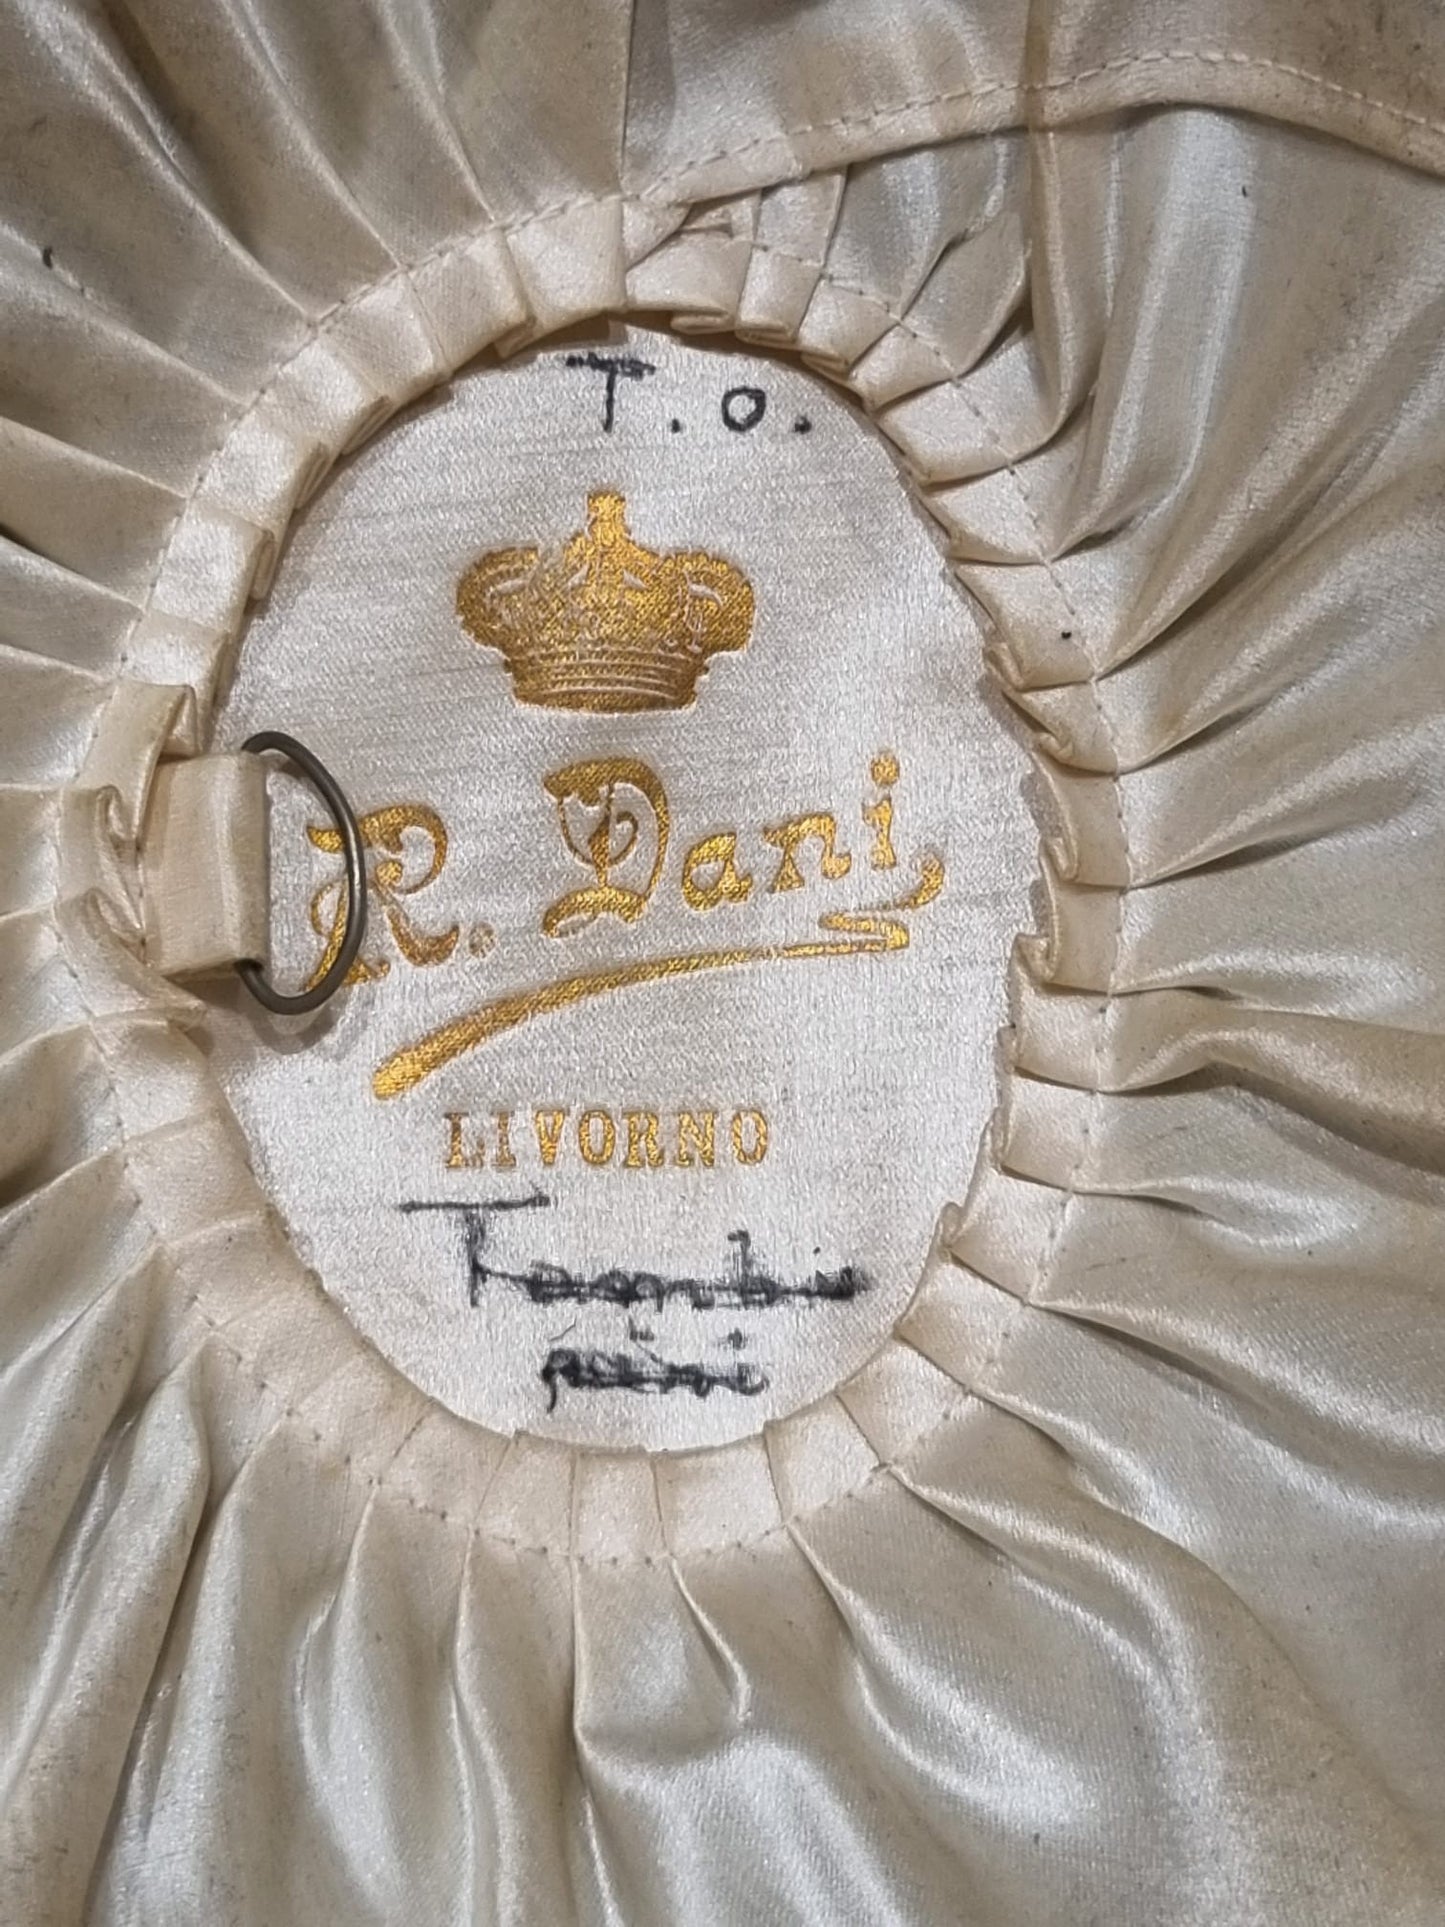 T. O.
R. Dani
LIVORNO